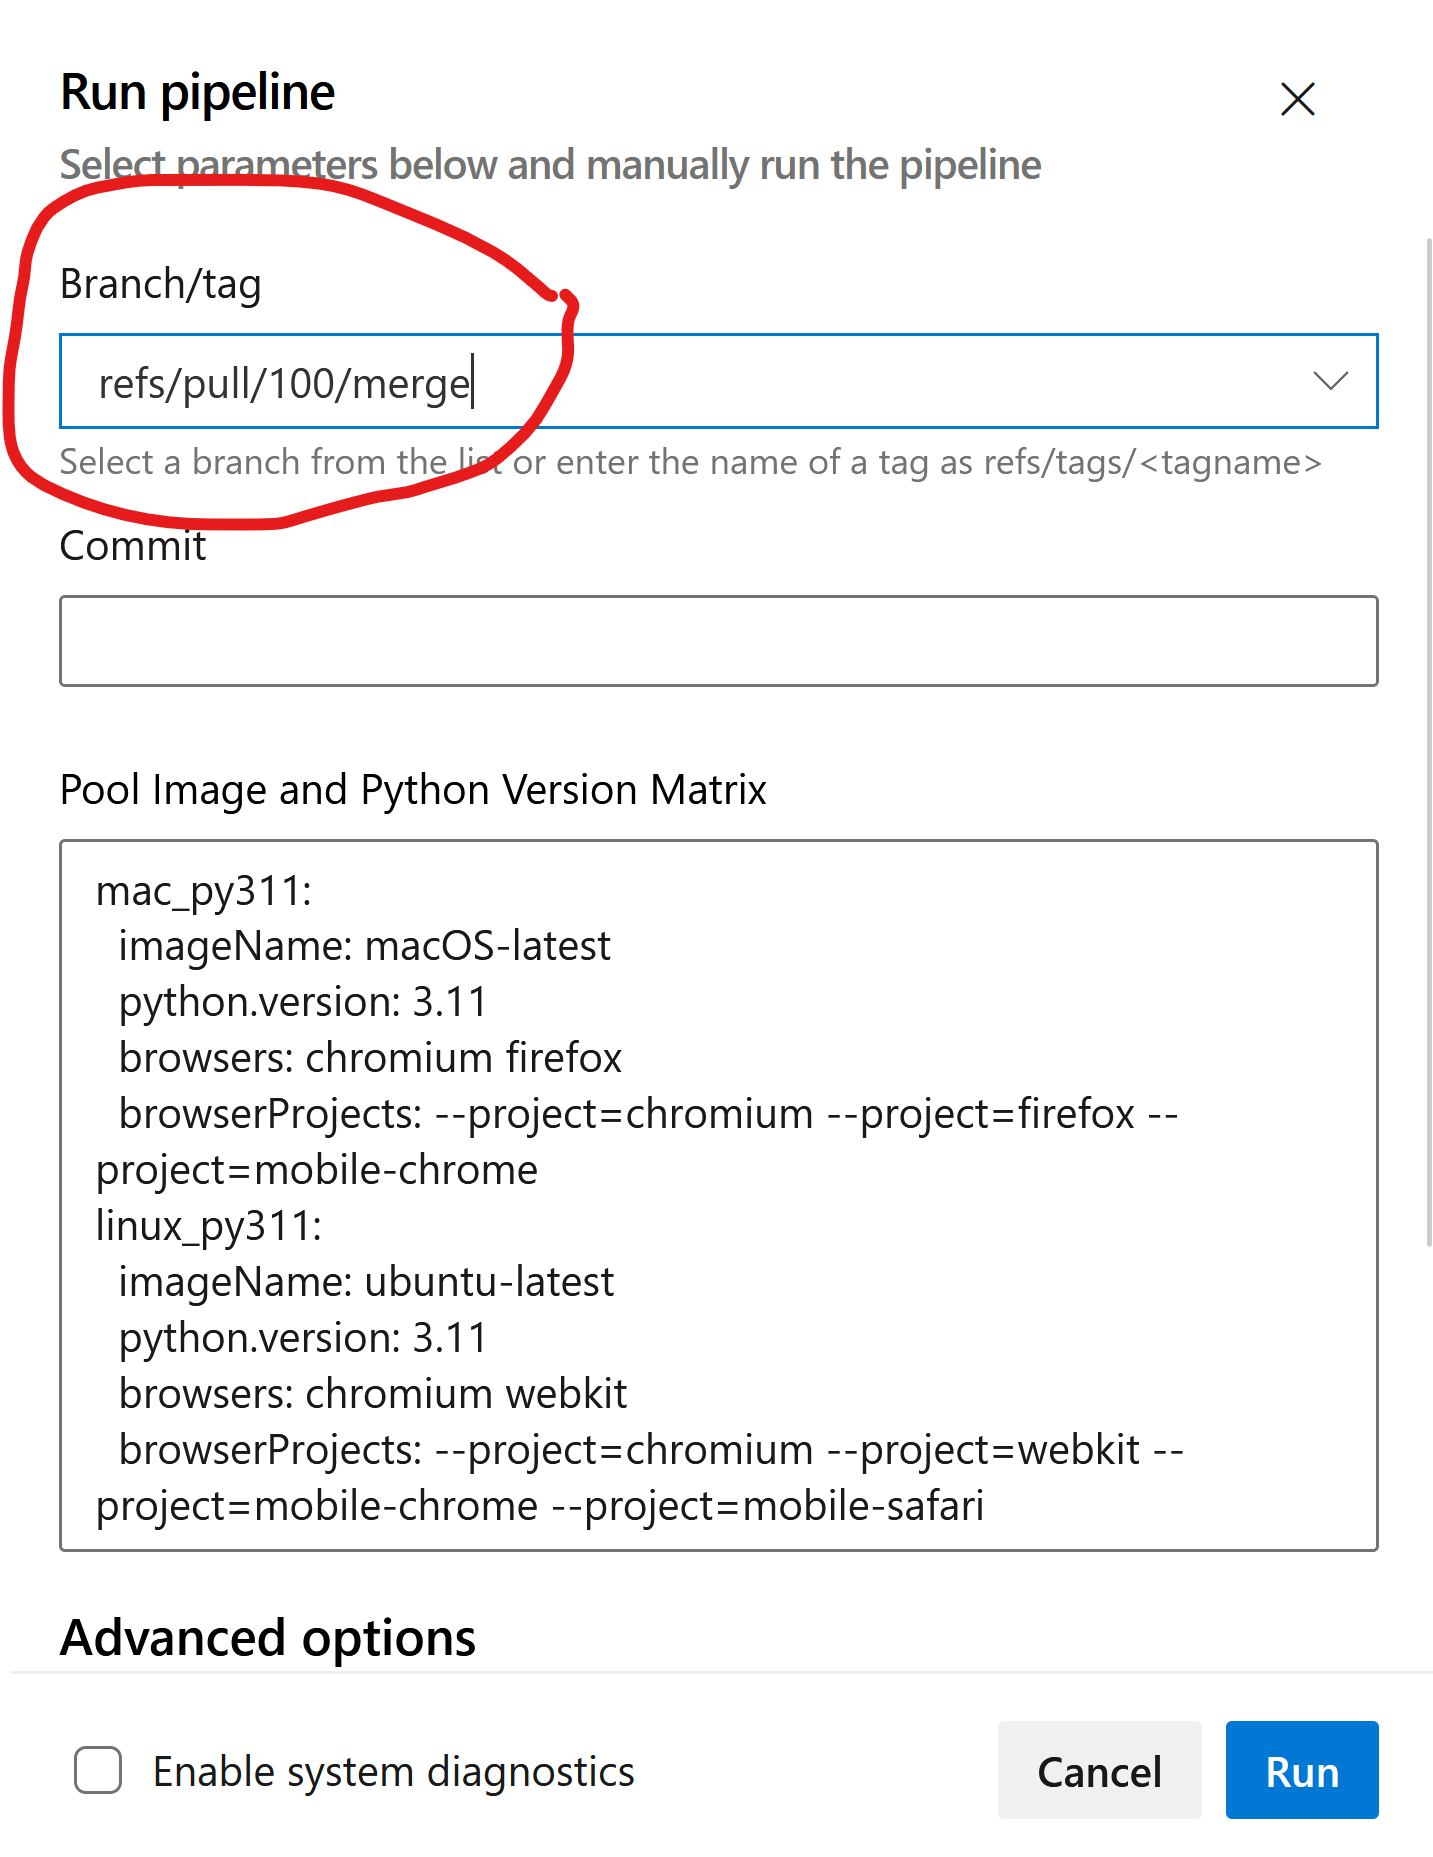 Run pipeline
Select parameters below and manually run the pipeline
Branch/tag
refs/pull/100/merge
Select a branch from the list or enter the name of a tag as refs/tags/<tagname>
Commit
Pool Image and Python Version Matrix
mac_py311:
  imageName: macOS-latest
  python.version: 3.11
  browsers: chromium firefox
  browserProjects: --project=chromium --project=firefox --
project=mobile-chrome
linux_py311:
  imageName: ubuntu-latest
  python.version: 3.11
  browsers: chromium webkit
  browserProjects: --project=chromium --project=webkit --
project=mobile-chrome --project=mobile-safari
Advanced options
Enable system diagnostics
Cancel
Run